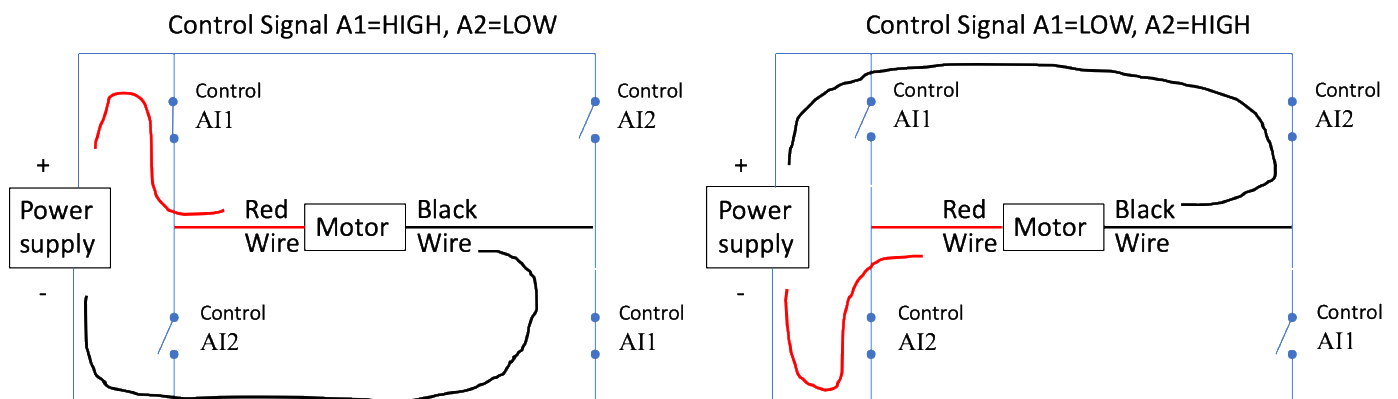 Control Signal A1=HIGH, A2=LOW
Control
AI1
Control
AI2
+
Power
supply
-
Red
Wire
Motor
Black
Wire
Control
AI2
Control
AI1
Control Signal A1=LOW, A2=HIGH
Control
AI1
Control
AI2
+
Power
supply
-
Red
Wire
Motor
Black
Wire
Control
AI2
Control
AI1